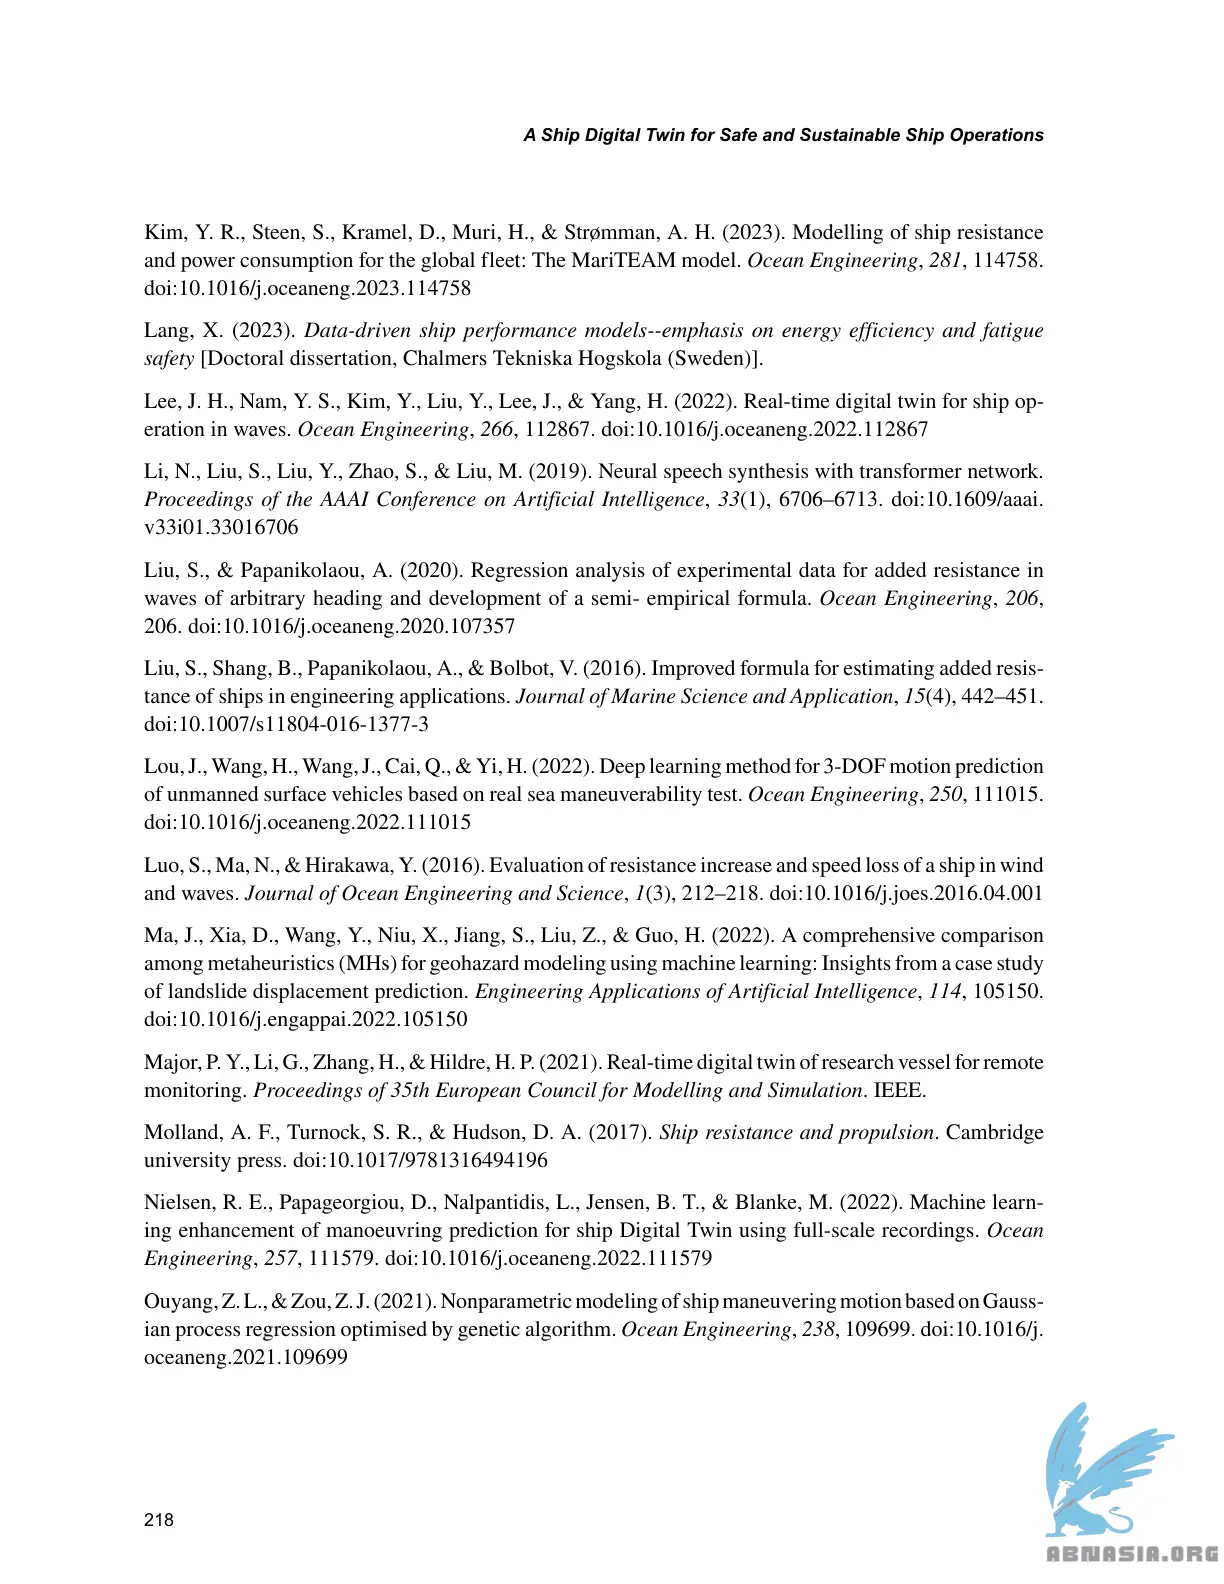 A Ship Digital Twin for Safe and Sustainable Ship Operations
Kim, Y. R., Steen, S., Kramel, D., Muri, H., & Strømman, A. H. (2023). Modelling of ship resistance
and power consumption for the global fleet: The MariTEAM model. Ocean Engineering, 281, 114758.
doi:10.1016/j.oceaneng.2023.114758
Lang, X. (2023). Data-driven ship performance models--emphasis on energy efficiency and fatigue
safety [Doctoral dissertation, Chalmers Tekniska Hogskola (Sweden)].
Lee, J. H., Nam, Y. S., Kim, Y., Liu, Y., Lee, J., & Yang, H. (2022). Real-time digital twin for ship op-
eration in waves. Ocean Engineering, 266, 112867. doi:10.1016/j.oceaneng.2022.112867
Li, N., Liu, S., Liu, Y., Zhao, S., & Liu, M. (2019). Neural speech synthesis with transformer network.
Proceedings of the AAAI Conference on Artificial Intelligence, 33(1), 6706–6713. doi:10.1609/aaai.
v33i01.33016706
Liu, S., & Papanikolaou, A. (2020). Regression analysis of experimental data for added resistance in
waves of arbitrary heading and development of a semi- empirical formula. Ocean Engineering, 206,
206. doi:10.1016/j.oceaneng.2020.107357
Liu, S., Shang, B., Papanikolaou, A., & Bolbot, V. (2016). Improved formula for estimating added resis-
tance of ships in engineering applications. Journal of Marine Science and Application, 15(4), 442–451.
doi:10.1007/s11804-016-1377-3
Lou, J., Wang, H., Wang, J., Cai, Q., & Yi, H. (2022). Deep learning method for 3-DOF motion prediction
of unmanned surface vehicles based on real sea maneuverability test. Ocean Engineering, 250, 111015.
doi:10.1016/j.oceaneng.2022.111015
Luo, S., Ma, N., & Hirakawa, Y. (2016). Evaluation of resistance increase and speed loss of a ship in wind
and waves. Journal of Ocean Engineering and Science, 1(3), 212–218. doi:10.1016/j.joes.2016.04.001
Ma, J., Xia, D., Wang, Y., Niu, X., Jiang, S., Liu, Z., & Guo, H. (2022). A comprehensive comparison
among metaheuristics (MHs) for geohazard modeling using machine learning: Insights from a case study
of landslide displacement prediction. Engineering Applications of Artificial Intelligence, 114, 105150.
doi:10.1016/j.engappai.2022.105150
Major, P. Y., Li, G., Zhang, H., & Hildre, H. P. (2021). Real-time digital twin of research vessel for remote
monitoring. Proceedings of 35th European Council for Modelling and Simulation. IEEE.
Molland, A. F., Turnock, S. R., & Hudson, D. A. (2017). Ship resistance and propulsion. Cambridge
university press. doi:10.1017/9781316494196
Nielsen, R. E., Papageorgiou, D., Nalpantidis, L., Jensen, B. T., & Blanke, M. (2022). Machine learn-
ing enhancement of manoeuvring prediction for ship Digital Twin using full-scale recordings. Ocean
Engineering, 257, 111579. doi:10.1016/j.oceaneng.2022.111579
Ouyang, Z. L., & Zou, Z. J. (2021). Nonparametric modeling of ship maneuvering motion based on Gauss-
ian process regression optimised by genetic algorithm. Ocean Engineering, 238, 109699. doi:10.1016/j.
oceaneng.2021.109699
218
ABNASIA.ORG